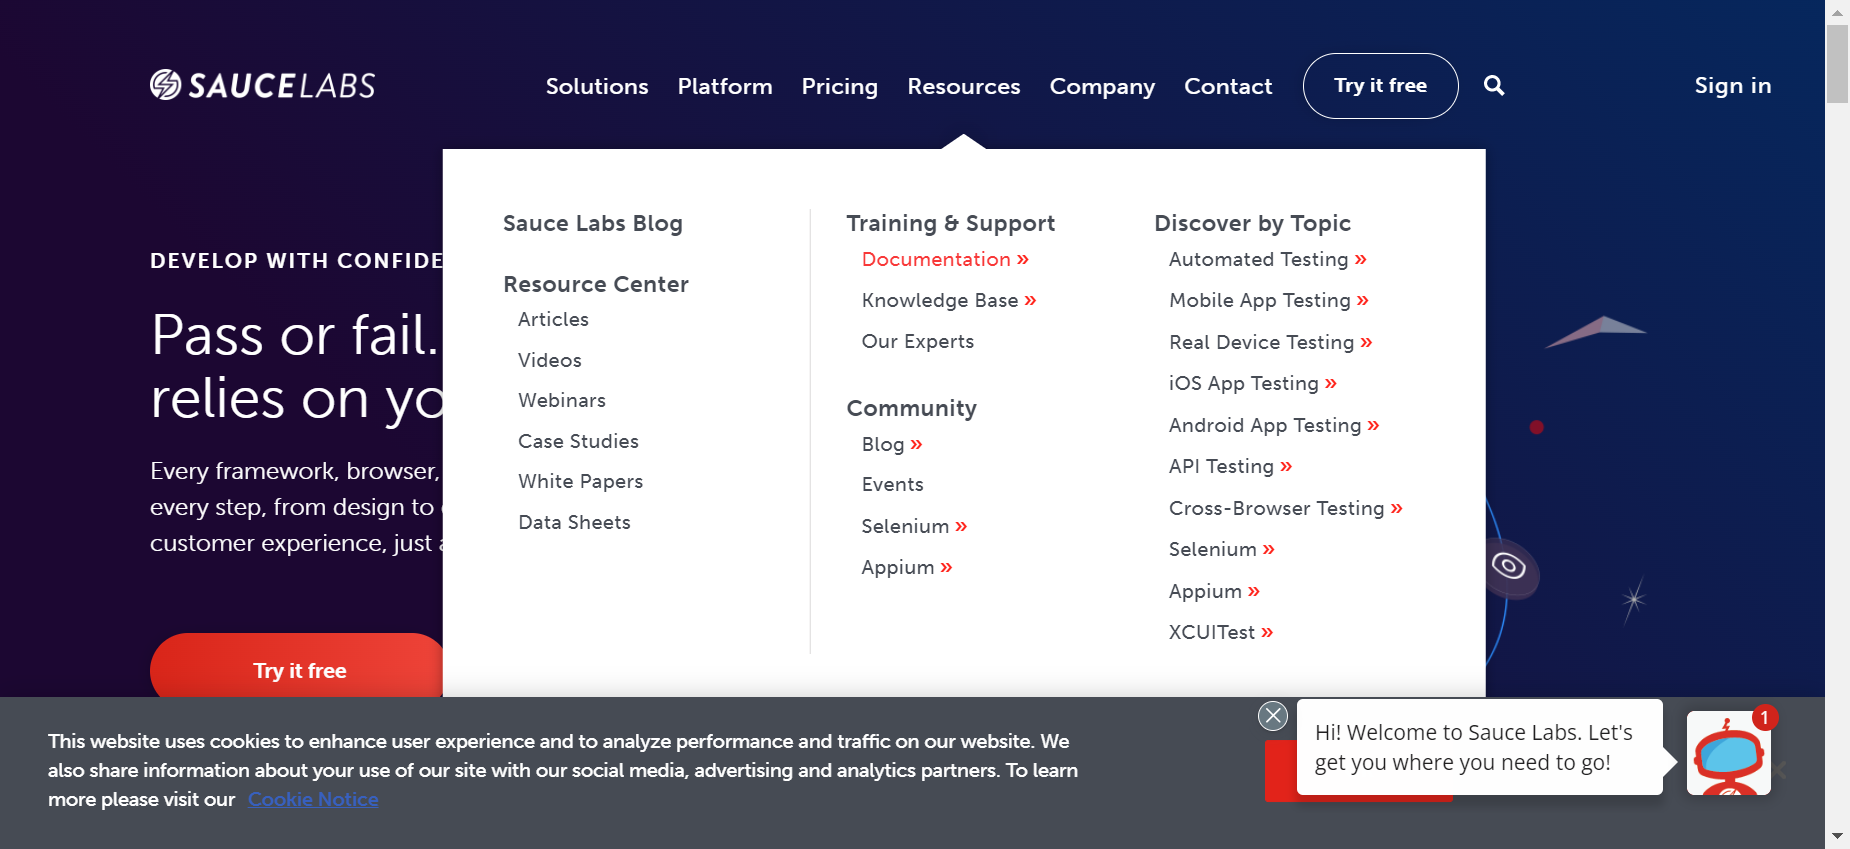 SAUCELABS
Solutions
Platform
Pricing
Resources
Company
Contact
Try it free
Sign in
DEVELOP WITH
Pass or fail.
relies on
Every framework, browser,
every step, from design to
customer experience, just
Try it free
Sauce Labs Blog
Resource Center
Articles
Videos
Webinars
Case Studies
White Papers
Data Sheets
Training & Support
Documentation »
Knowledge Base »
Our Experts
Community
Blog »
Events
Selenium »
Appium »
Discover by Topic
Automated Testing »
Mobile App Testing »
Real Device Testing »
iOS App Testing »
Android App Testing »
API Testing »
Cross-Browser Testing »
Selenium »
Appium »
XCUITest »
This website uses cookies to enhance user experience and to analyze performance and traffic on our website. We
also share information about your use of our site with our social media, advertising and analytics partners. To learn
more please visit our Cookie Notice
Hi! Welcome to Sauce Labs. Let's
get you where you need to go!
1